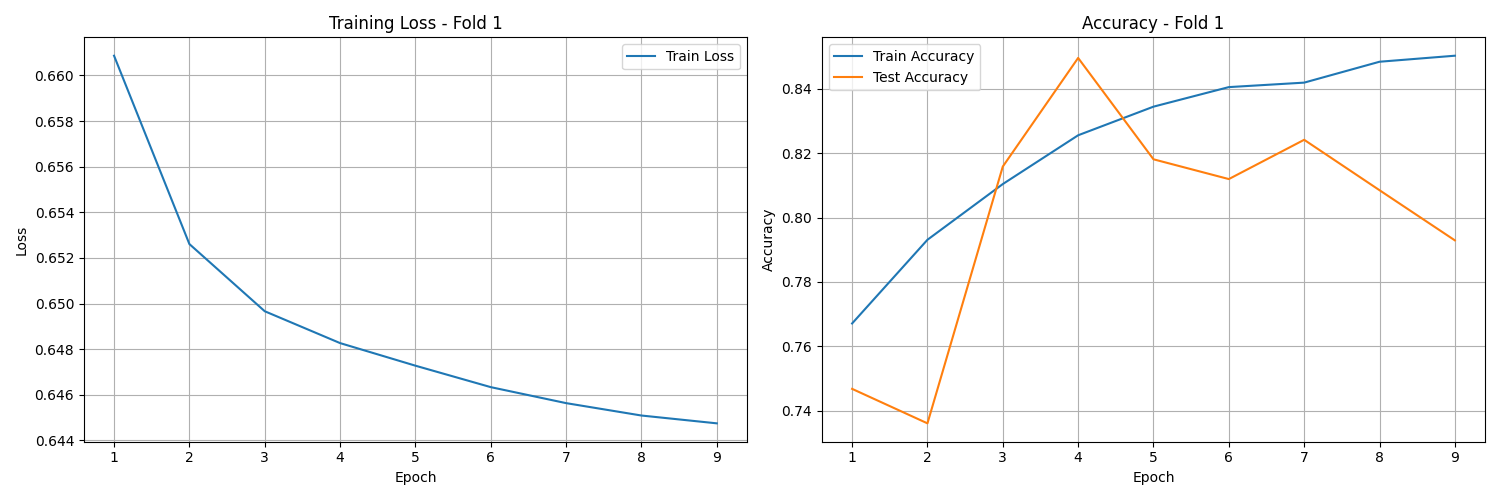 Training Loss - Fold 1
Train Loss
0.660
0.658
0.656
0.654
0.652
0.650
0.648
0.646
0.644
Loss
1 2 3 4 5 6 7 8 9
Epoch
Accuracy - Fold 1
Train Accuracy
Test Accuracy
0.84
0.82
0.80
0.78
0.76
0.74
Accuracy
1 2 3 4 5 6 7 8 9
Epoch